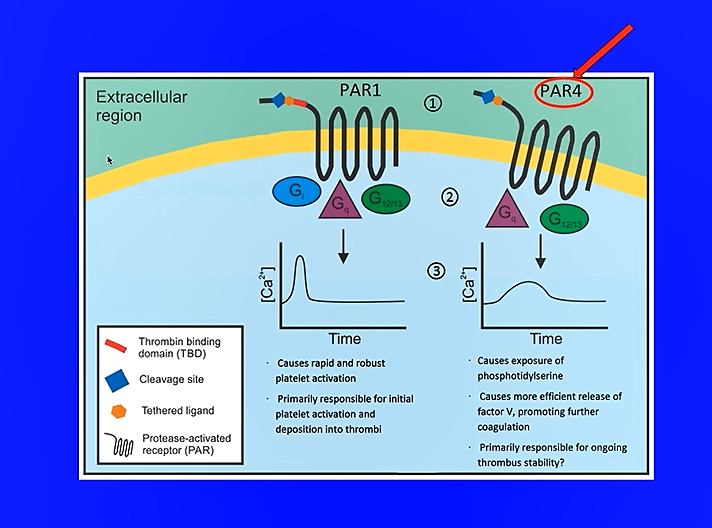 Extracellular
region
PAR1
PAR4
①
Gi
Gq
G12/13
②
Gq
G12/13
③
[Ca2+]
Time
[Ca2+]
Time
Thrombin binding
domain (TBD)
Cleavage site
Tethered ligand
Protease-activated
receptor (PAR)
· Causes rapid and robust
platelet activation
· Primarily responsible for initial
platelet activation and
deposition into thrombi
· Causes exposure of
phosphotidylserine
· Causes more efficient release of
factor V, promoting further
coagulation
· Primarily responsible for ongoing
thrombus stability?